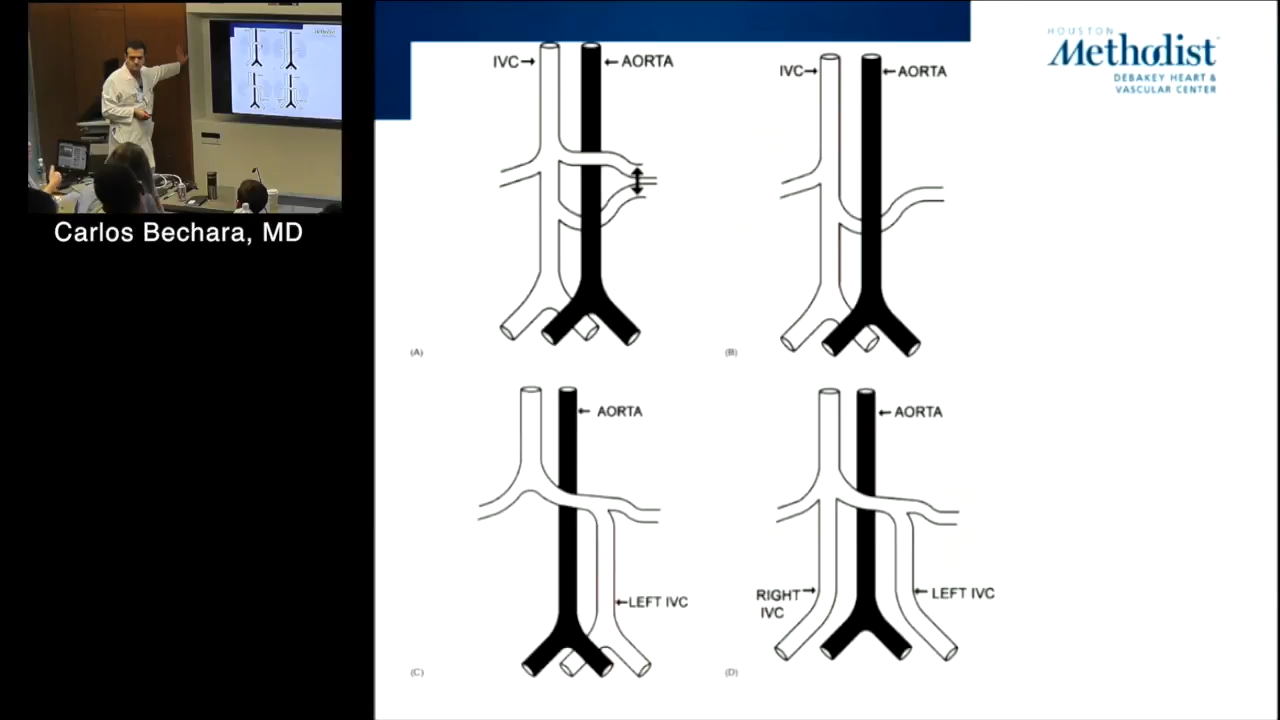 Carlos Bechara, MD
HOUSTON
Methodist
DEBAKEY HEART &
VASCULAR CENTER
IVC
AORTA
(A)
IVC
AORTA
(B)
AORTA
LEFT IVC
(C)
AORTA
RIGHT
IVC
LEFT IVC
(D)